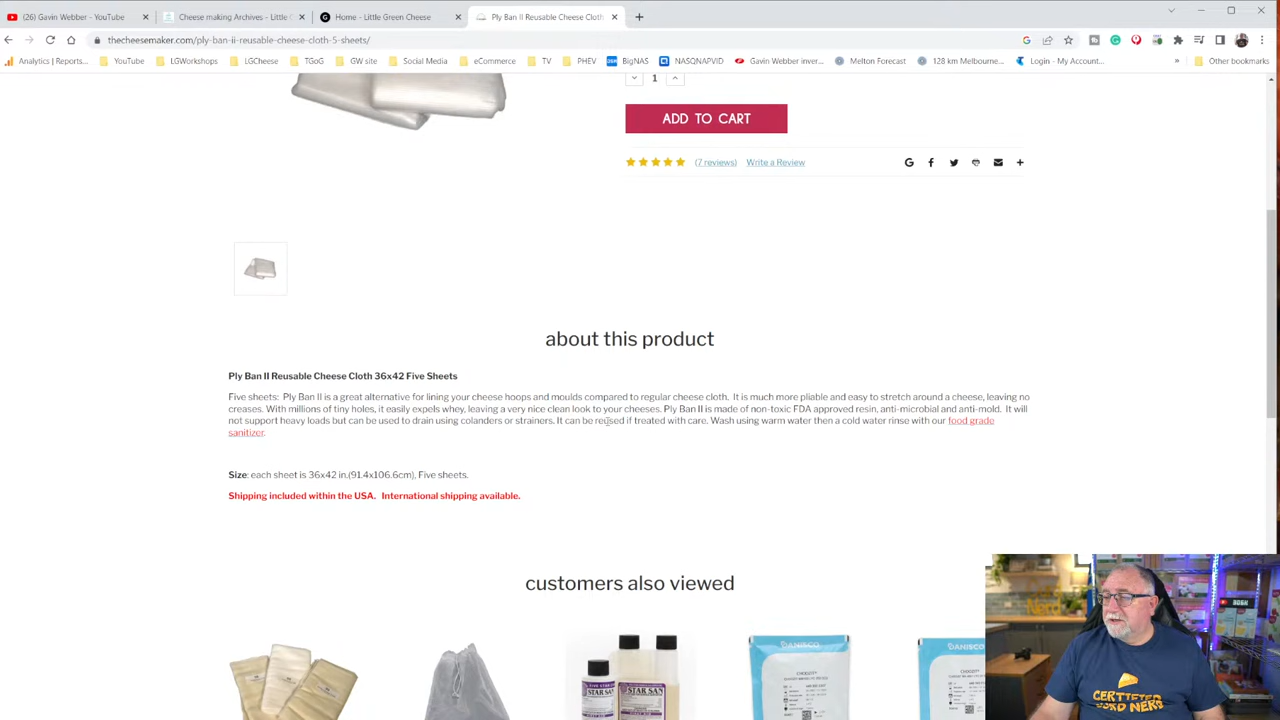 (26) Gavin Webber - YouTube
Cheese making Archives - Little G
Home - Little Green Cheese
Ply Ban II Reusable Cheese Cloth
thecheesemaker.com/ply-ban-ii-reusable-cheese-cloth-5-sheets/
Analytics | Reports...
YouTube
LGWorkshops
LGCheese
TGoG
GW site
Social Media
eCommerce
TV
PHEV
BigNAS
NASQNAPVID
Gavin Webber inver...
Melton Forecast
128 km Melbourne...
Login - My Account...
Other bookmarks
1
ADD TO CART
(7 reviews) Write a Review
about this product
Ply Ban II Reusable Cheese Cloth 36x42 Five Sheets
Five sheets: Ply Ban II is a great alternative for lining your cheese hoops and moulds compared to regular cheese cloth. It is much more pliable and easy to stretch around a cheese, leaving no
creases. With millions of tiny holes, it easily expels whey, leaving a very nice clean look to your cheeses. Ply Ban II is made of non-toxic FDA approved resin, anti-microbial and anti-mold. It will
not support heavy loads but can be used to drain using colanders or strainers. It can be reused if treated with care. Wash using warm water then a cold water rinse with our food grade
sanitizer.
Size: each sheet is 36x42 in.(91.4x106.6cm), Five sheets.
Shipping included within the USA. International shipping available.
customers also viewed
STAR SAN
STAR SAN
DANISCO
CHOOZIT
DANISCO
CERTIFIED
CURD NERD